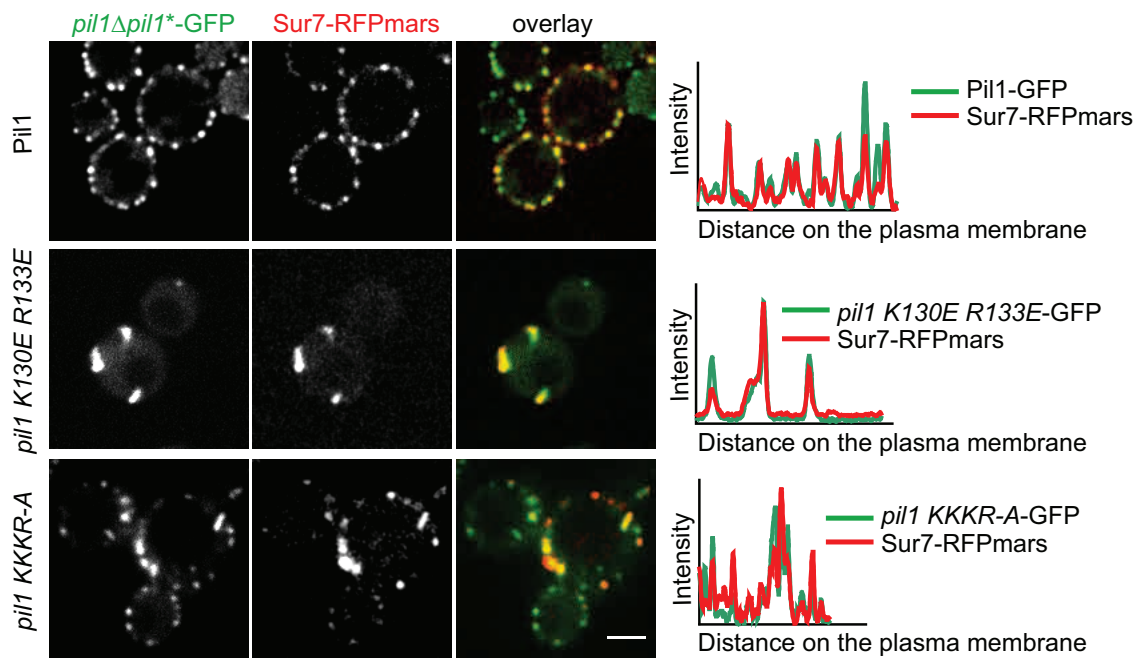 pil1Δpil1*-GFP Sur7-RFPmars overlay
Pil1
Intensity
Pil1-GFP
Sur7-RFPmars
Distance on the plasma membrane
pil1 K130E R133E
Intensity
pil1 K130E R133E-GFP
Sur7-RFPmars
Distance on the plasma membrane
pil1 KKKR-A
Intensity
pil1 KKKR-A-GFP
Sur7-RFPmars
Distance on the plasma membrane